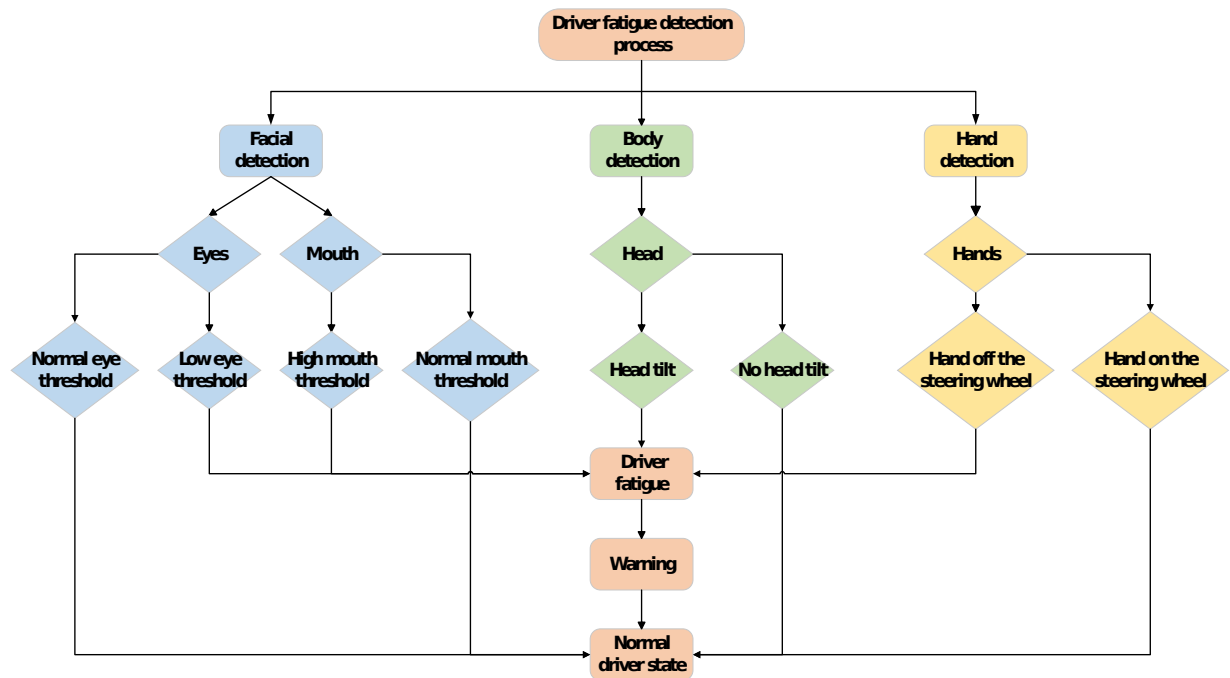 Driver fatigue detection
process
Facial
detection
Body
detection
Hand
detection
Eyes
Mouth
Head
Hands
Normal eye
threshold
Low eye
threshold
High mouth
threshold
Normal mouth
threshold
Head tilt
No head tilt
Hand off the
steering wheel
Hand on the
steering wheel
Driver
fatigue
Warning
Normal
driver state